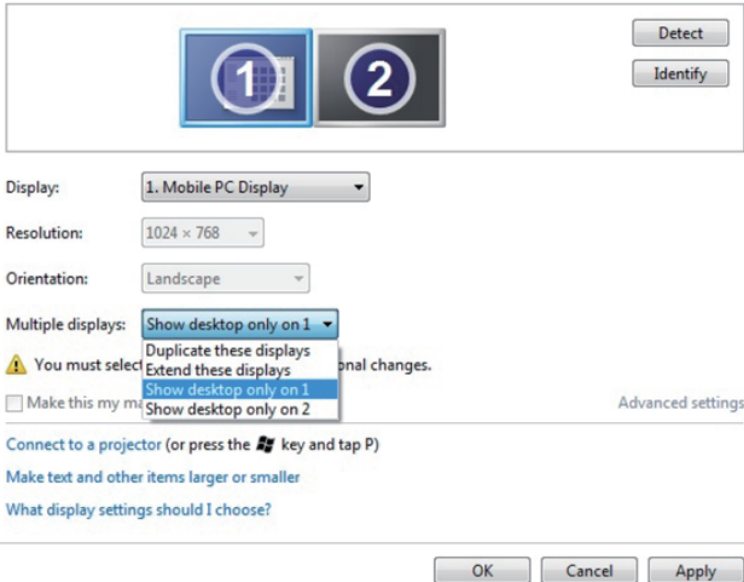 1
2
Detect
Identify
Display: 1. Mobile PC Display
Resolution: 1024 × 768
Orientation: Landscape
Multiple displays: Show desktop only on 1
Duplicate these displays
Extend these displays
Show desktop only on 1
Show desktop only on 2
You must select onal changes.
Make this my ma
Advanced settings
Connect to a projector (or press the key and tap P)
Make text and other items larger or smaller
What display settings should I choose?
OK Cancel Apply